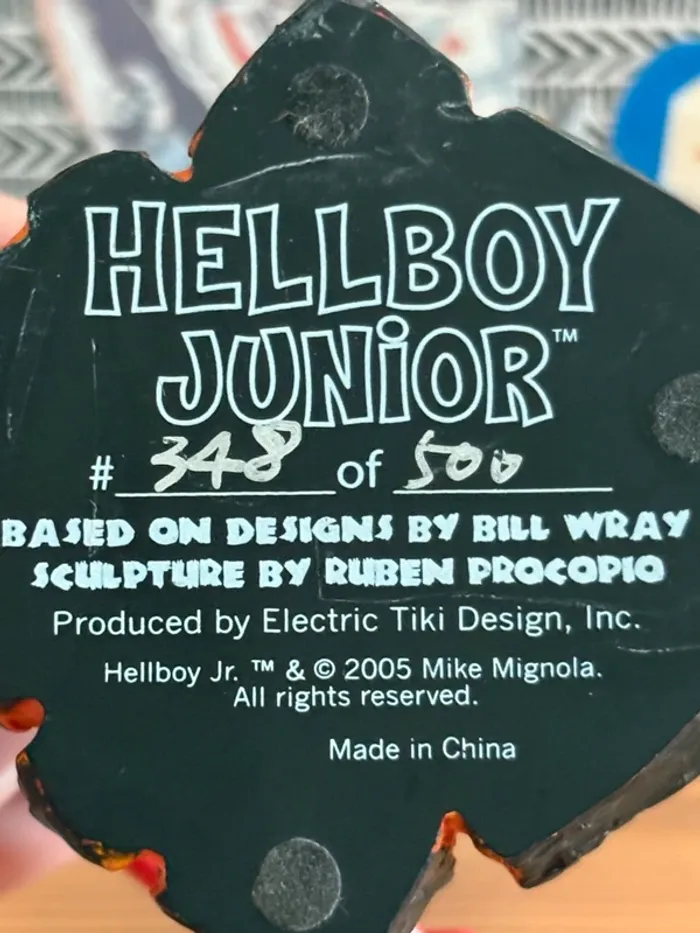 HELLBOY
JUNiOR™
# 348 of 500
BASED ON DESIGNS BY BILL WRAY
SCULPTURE BY RUBEN PROCOPIO
Produced by Electric Tiki Design, Inc.
Hellboy Jr. ™ & © 2005 Mike Mignola.
All rights reserved.
Made in China